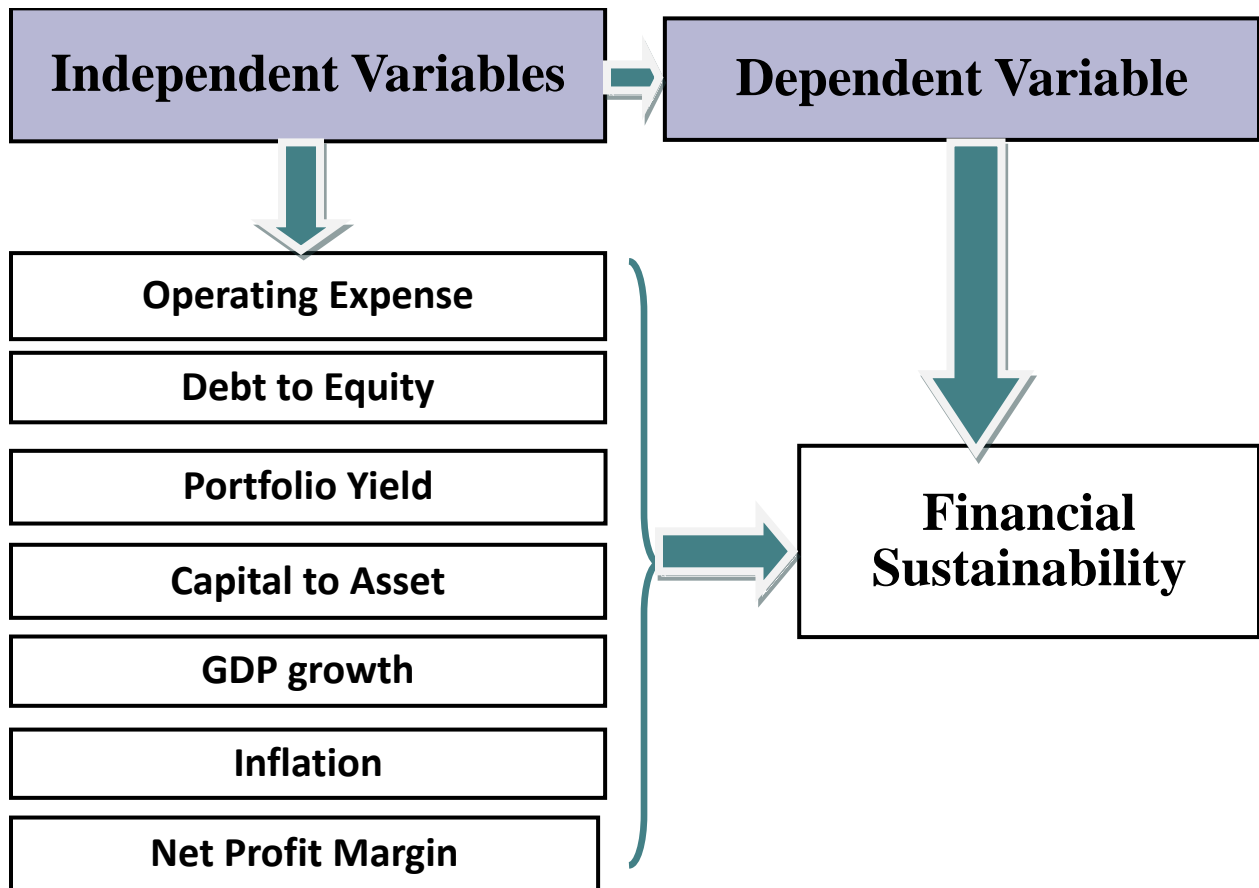 Independent Variables
Dependent Variable
Operating Expense
Debt to Equity
Portfolio Yield
Capital to Asset
GDP growth
Inflation
Net Profit Margin
Financial
Sustainability